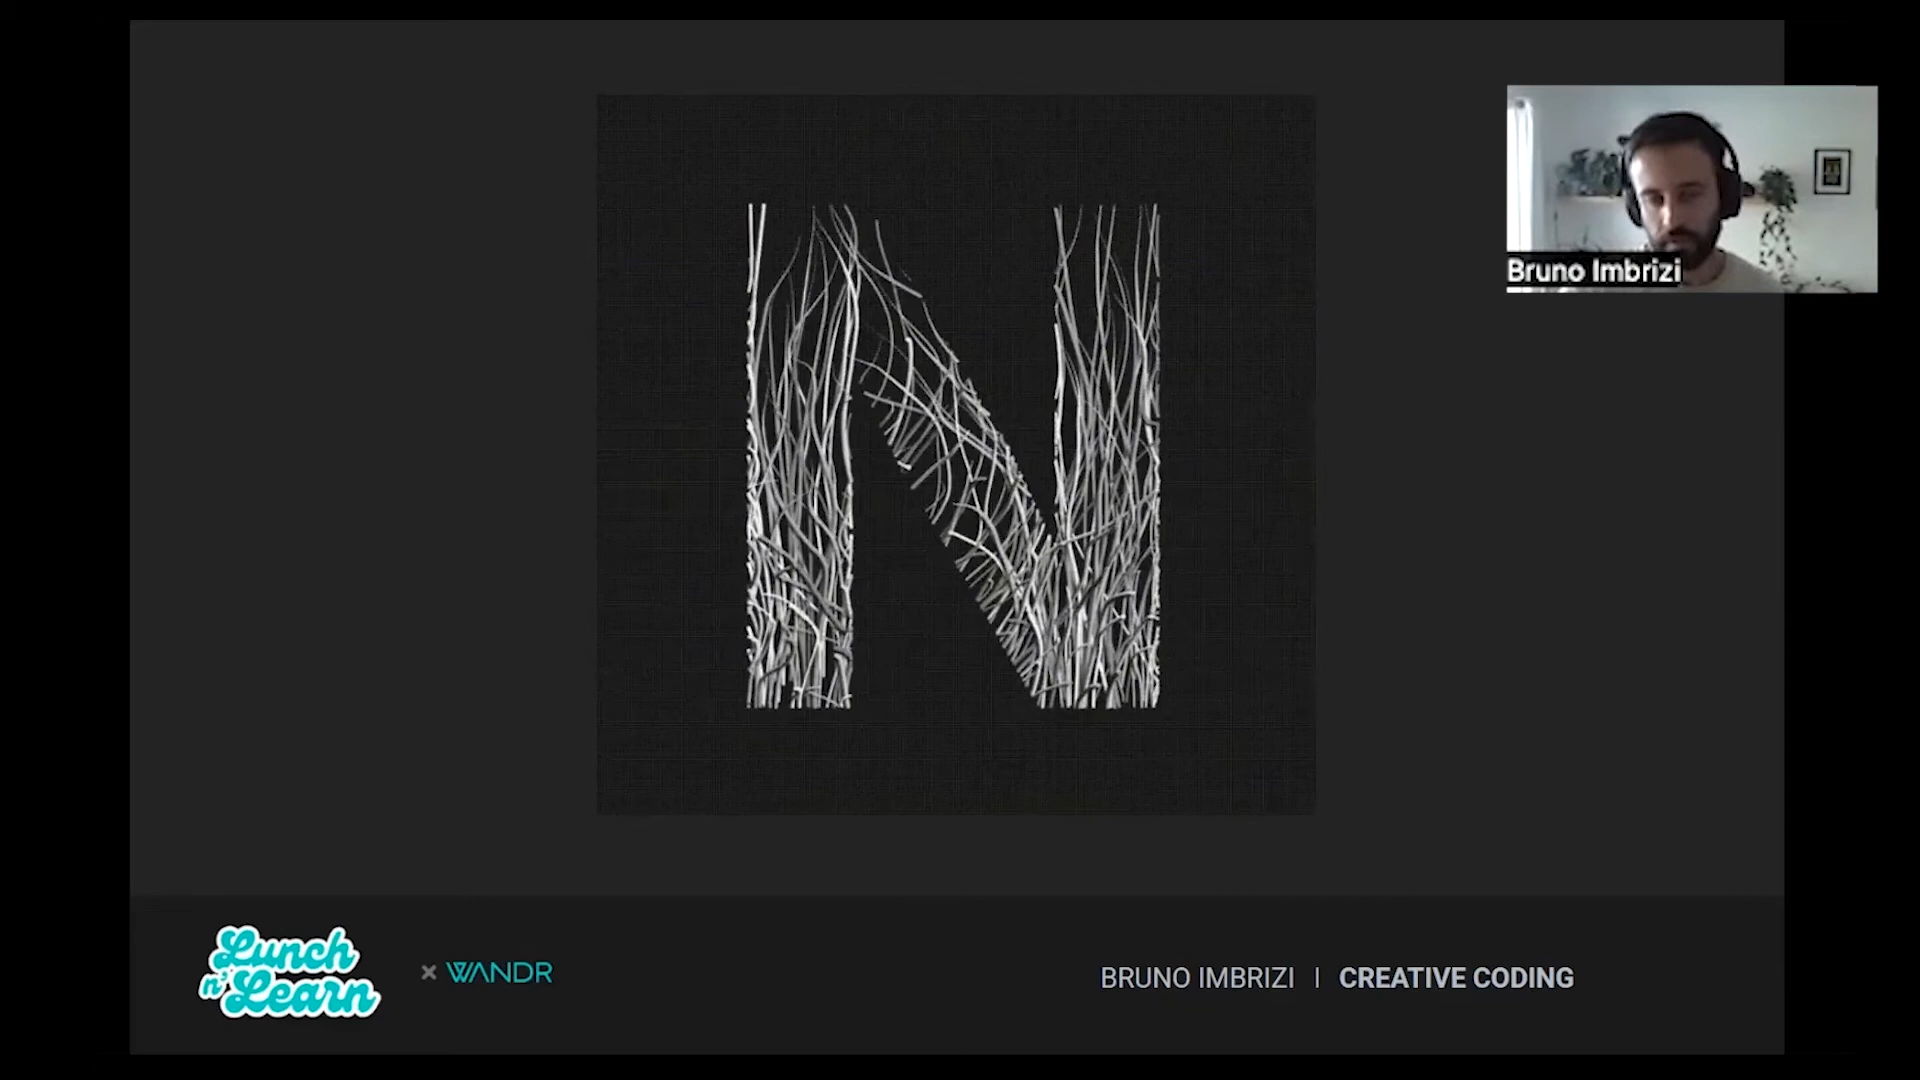 N
Bruno Imbrizi
Lunch
n' Learn
× WANDR
BRUNO IMBRIZI | CREATIVE CODING